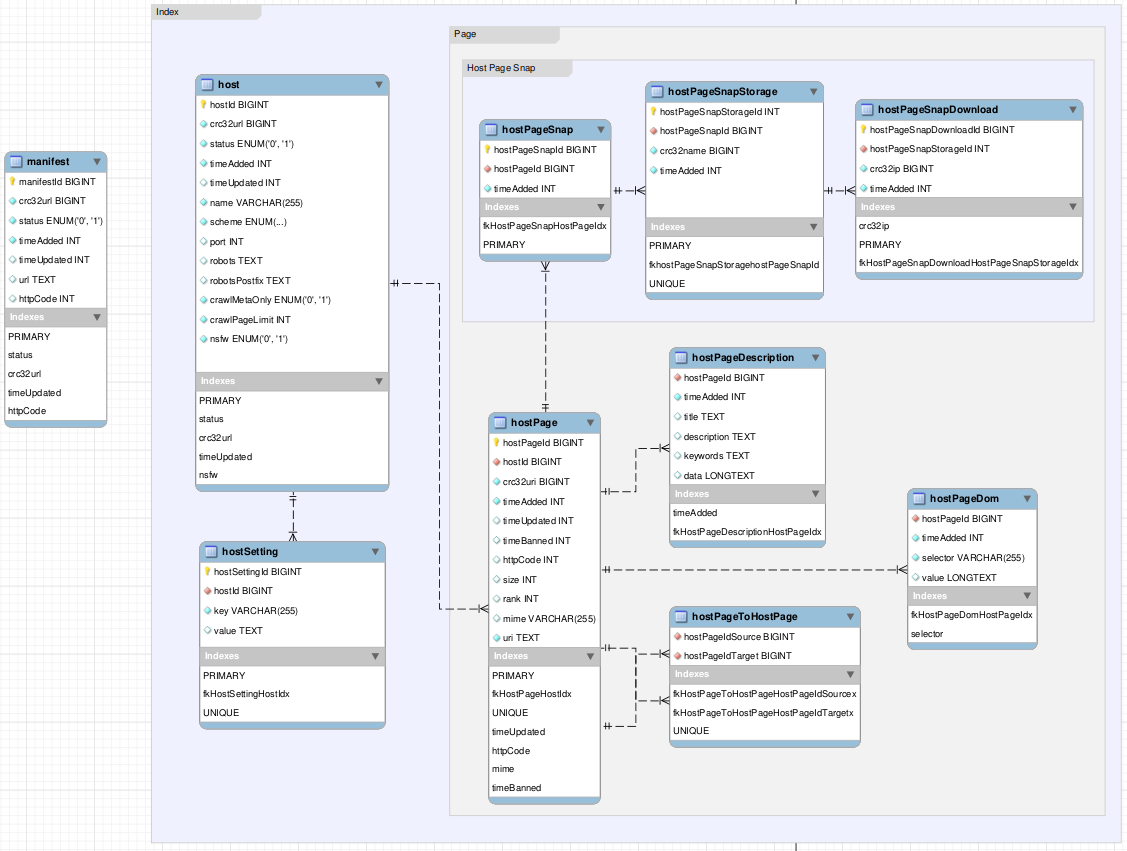 Index
Page
Host Page Snap
manifest
manifestId BIGINT
crc32url BIGINT
status ENUM('0', '1')
timeAdded INT
timeUpdated INT
url TEXT
httpCode INT
Indexes
PRIMARY
status
crc32url
timeUpdated
httpCode
host
hostId BIGINT
crc32url BIGINT
status ENUM('0', '1')
timeAdded INT
timeUpdated INT
name VARCHAR(255)
scheme ENUM(...)
port INT
robots TEXT
robotsPostfix TEXT
crawlMetaOnly ENUM('0', '1')
crawlPageLimit INT
nsfw ENUM('0', '1')
Indexes
PRIMARY
status
crc32url
timeUpdated
nsfw
hostSetting
hostSettingId BIGINT
hostId BIGINT
key VARCHAR(255)
value TEXT
Indexes
PRIMARY
fkHostSettingHostIdx
UNIQUE
hostPageSnap
hostPageSnapId BIGINT
hostPageId BIGINT
timeAdded INT
Indexes
fkHostPageSnapHostPageIdx
PRIMARY
hostPageSnapStorage
hostPageSnapStorageId INT
hostPageSnapId BIGINT
crc32name BIGINT
timeAdded INT
Indexes
PRIMARY
fkhostPageSnapStoragehostPageSnapId
UNIQUE
hostPageSnapDownload
hostPageSnapDownloadId BIGINT
hostPageSnapStorageId INT
crc32ip BIGINT
timeAdded INT
Indexes
crc32ip
PRIMARY
fkHostPageSnapDownloadHostPageSnapStorageIdx
hostPage
hostPageId BIGINT
hostId BIGINT
crc32uri BIGINT
timeAdded INT
timeUpdated INT
timeBanned INT
httpCode INT
size INT
rank INT
mime VARCHAR(255)
uri TEXT
Indexes
PRIMARY
fkHostPageHostIdx
UNIQUE
timeUpdated
httpCode
mime
timeBanned
hostPageDescription
hostPageId BIGINT
timeAdded INT
title TEXT
description TEXT
keywords TEXT
data LONGTEXT
Indexes
timeAdded
fkHostPageDescriptionHostPageIdx
hostPageDom
hostPageId BIGINT
timeAdded INT
selector VARCHAR(255)
value LONGTEXT
Indexes
fkHostPageDomHostPageIdx
selector
hostPageToHostPage
hostPageIdSource BIGINT
hostPageIdTarget BIGINT
Indexes
fkHostPageToHostPageHostPageIdSourcex
fkHostPageToHostPageHostPageIdTargetx
UNIQUE